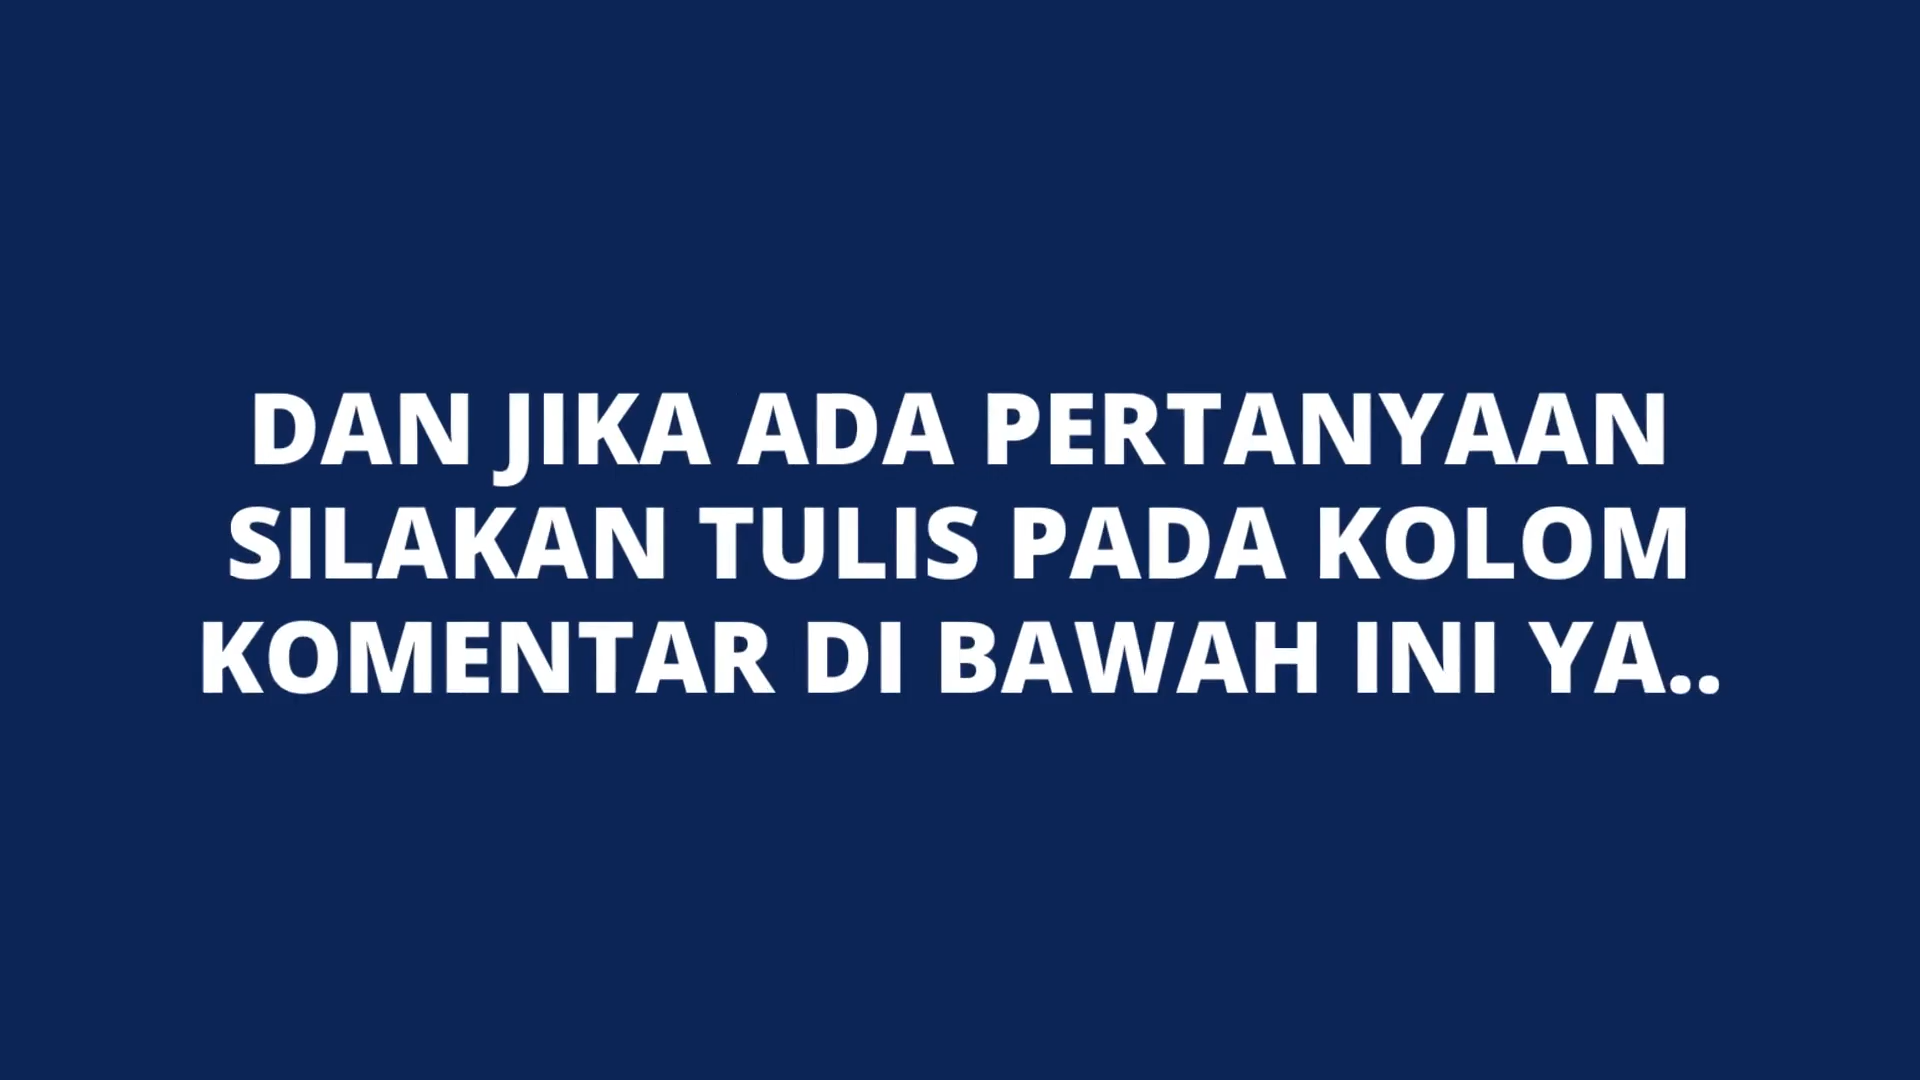 DAN JIKA ADA PERTANYAAN
SILAKAN TULIS PADA KOLOM
KOMENTAR DI BAWAH INI YA..